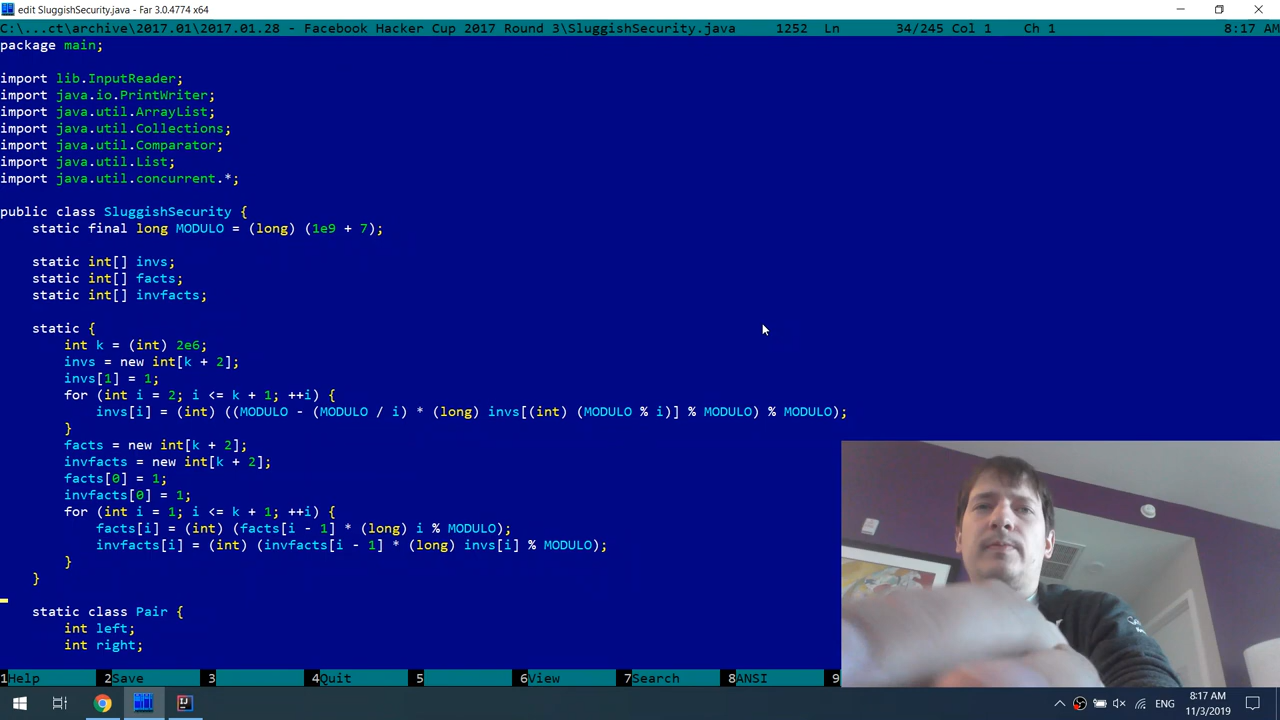 edit SluggishSecurity.java - Far 3.0.4774 x64
C:\...ct\archive\2017.01\2017.01.28 - Facebook Hacker Cup 2017 Round 3\SluggishSecurity.java 1252 Ln 34/245 Col 1 Ch 1 8:17 AM
package main;
import lib.InputReader;
import java.io.PrintWriter;
import java.util.ArrayList;
import java.util.Collections;
import java.util.Comparator;
import java.util.List;
import java.util.concurrent.*;
public class SluggishSecurity {
static final long MODULO = (long) (1e9 + 7);
static int[] invs;
static int[] facts;
static int[] invfacts;
static {
int k = (int) 2e6;
invs = new int[k + 2];
invs[1] = 1;
for (int i = 2; i <= k + 1; ++i) {
invs[i] = (int) ((MODULO - (MODULO / i) * (long) invs[(int) (MODULO % i)] % MODULO) % MODULO);
}
facts = new int[k + 2];
invfacts = new int[k + 2];
facts[0] = 1;
invfacts[0] = 1;
for (int i = 1; i <= k + 1; ++i) {
facts[i] = (int) (facts[i - 1] * (long) i % MODULO);
invfacts[i] = (int) (invfacts[i - 1] * (long) invs[i] % MODULO);
}
}
static class Pair {
int left;
int right;
1Help 2Save 3 4Quit 5 6View 7Search 8ANSI 9
ENG
8:17 AM
11/3/2019